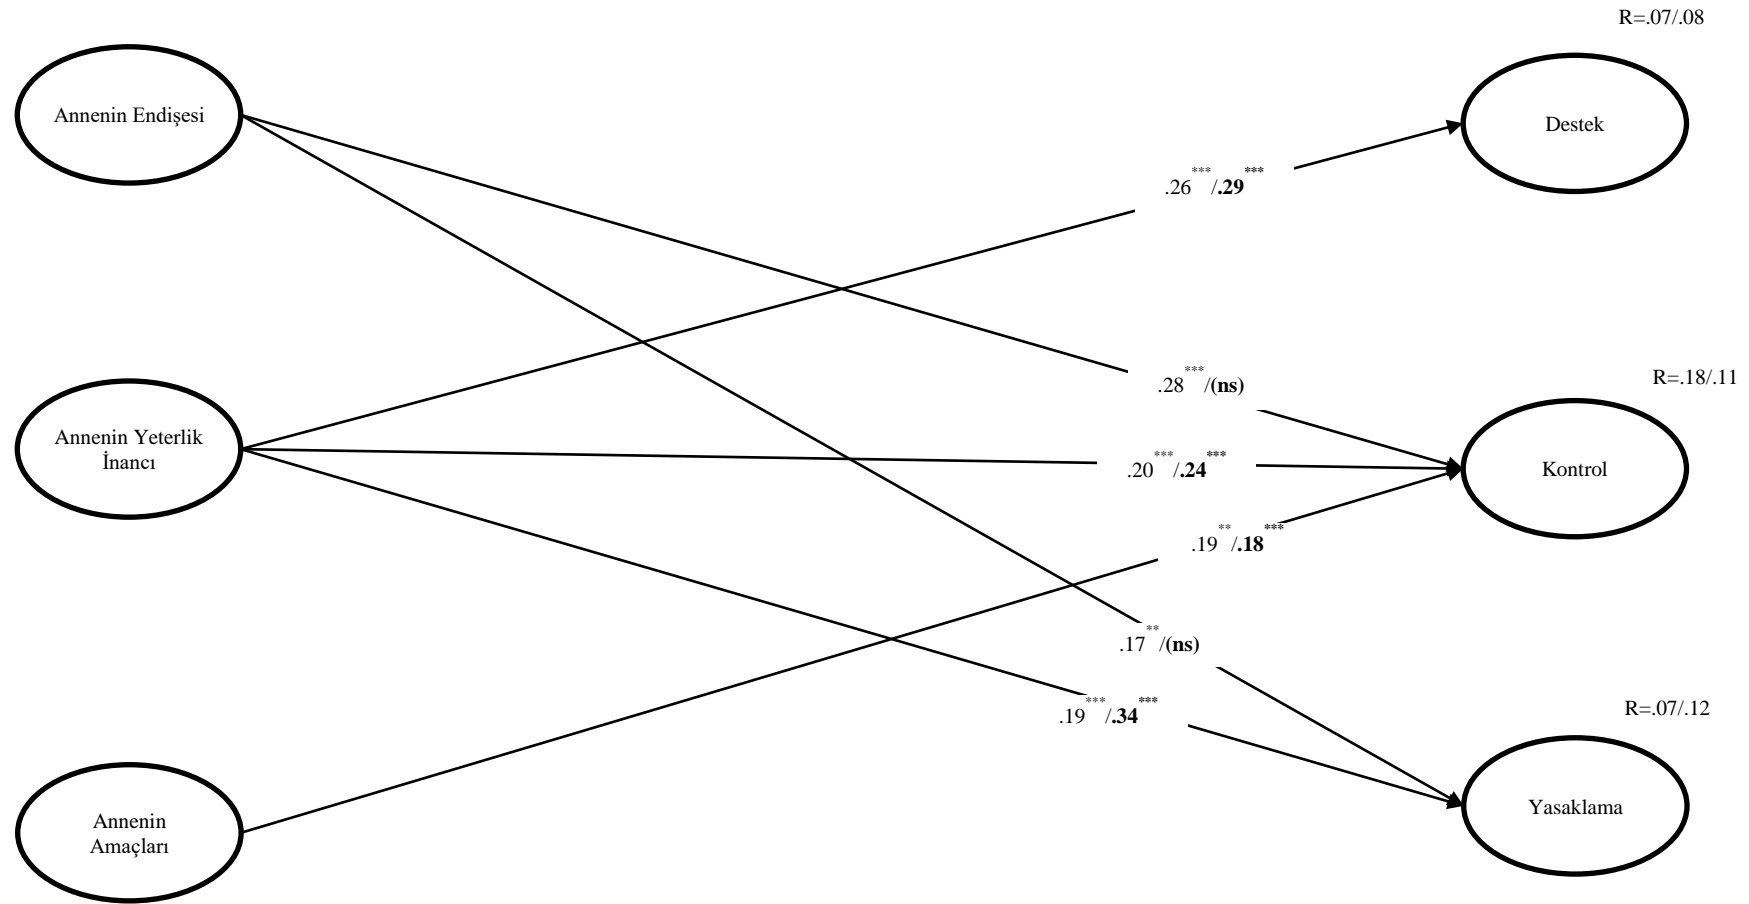 R=.07/.08
Annenin Endişesi
Destek
.26***/.29***
R=.18/.11
.28***/(ns)
Annenin Yeterlik
İnancı
.20***/.24***
Kontrol
.19**/.18***
.17**/(ns)
R=.07/.12
.19***/.34***
Annenin
Amaçları
Yasaklama